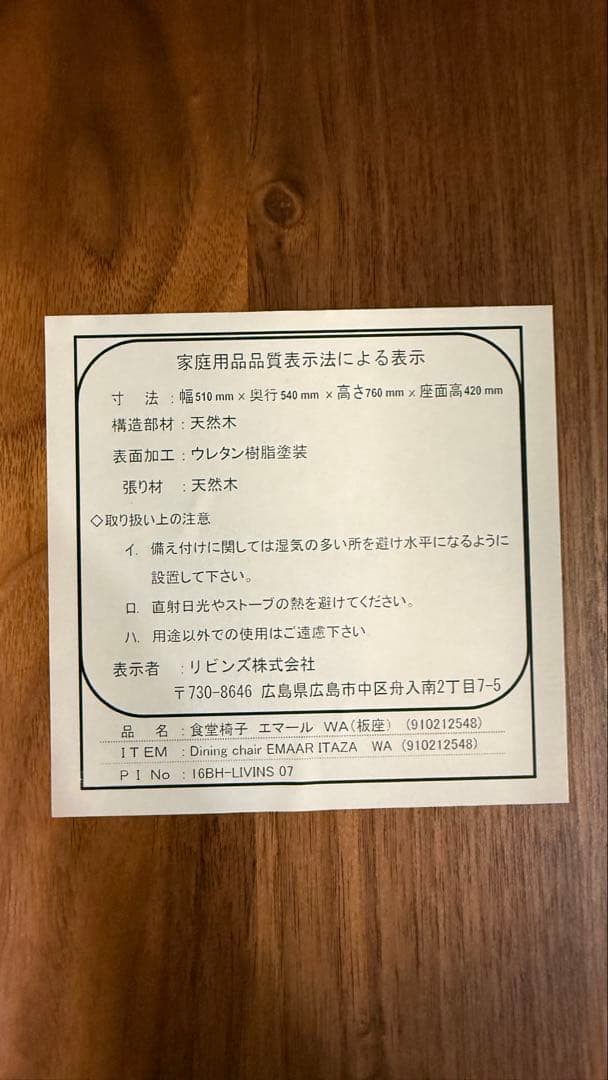 家庭用品品質表示法による表示
寸　法 : 幅510 mm × 奥行540 mm × 高さ760 mm × 座面高420 mm
構造部材 : 天然木
表面加工 : ウレタン樹脂塗装
張り材 : 天然木
◇取り扱い上の注意
イ. 備え付けに関しては湿気の多い所を避け水平になるように
設置して下さい。
ロ. 直射日光やストーブの熱を避けてください。
ハ. 用途以外での使用はご遠慮下さい
表示者 : リビンズ株式会社
〒730-8646 広島県広島市中区舟入南2丁目7-5
品　名 : 食堂椅子 エマール WA(板座) (910212548)
ITEM : Dining chair EMAAR ITAZA WA (910212548)
PI No : 16BH-LIVINS 07